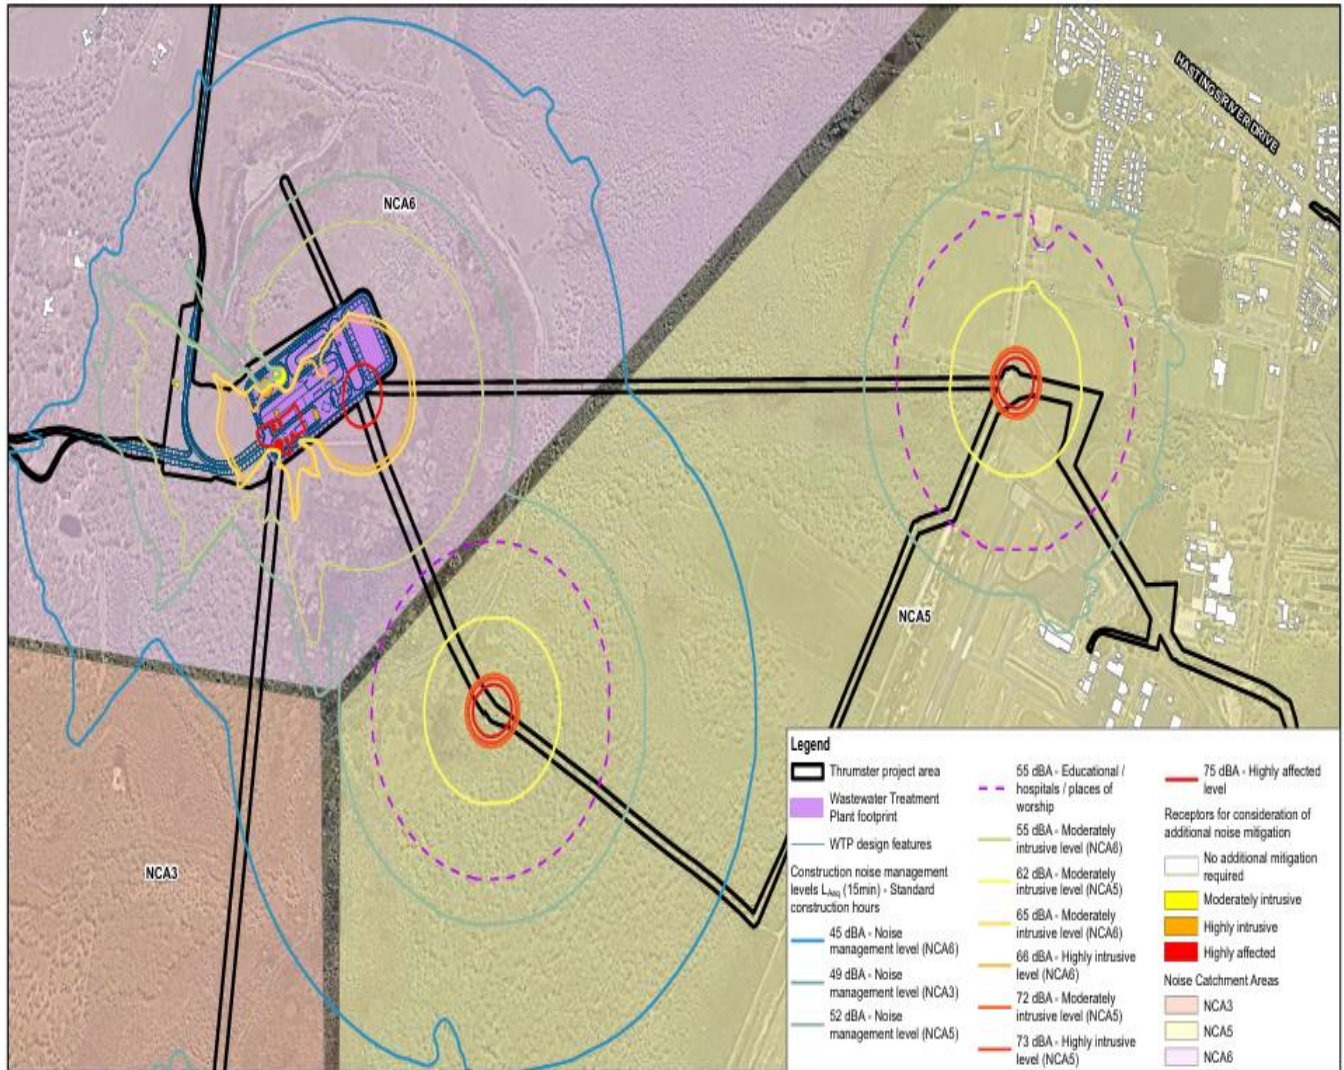 HASTINGS RIVER DRIVE
NCA6
NCA5
NCA3
Legend
Thrumster project area
Wastewater Treatment
Plant footprint
WTP design features
Construction noise management
levels LAeq (15min) - Standard
construction hours
45 dBA - Noise
management level (NCA6)
49 dBA - Noise
management level (NCA3)
52 dBA - Noise
management level (NCA5)
55 dBA - Educational /
hospitals / places of
worship
55 dBA - Moderately
intrusive level (NCA6)
62 dBA - Moderately
intrusive level (NCA5)
65 dBA - Moderately
intrusive level (NCA6)
66 dBA - Highly intrusive
level (NCA6)
72 dBA - Moderately
intrusive level (NCA5)
73 dBA - Highly intrusive
level (NCA5)
75 dBA - Highly affected
level
Receptors for consideration of
additional noise mitigation
No additional mitigation
required
Moderately intrusive
Highly intrusive
Highly affected
Noise Catchment Areas
NCA3
NCA5
NCA6